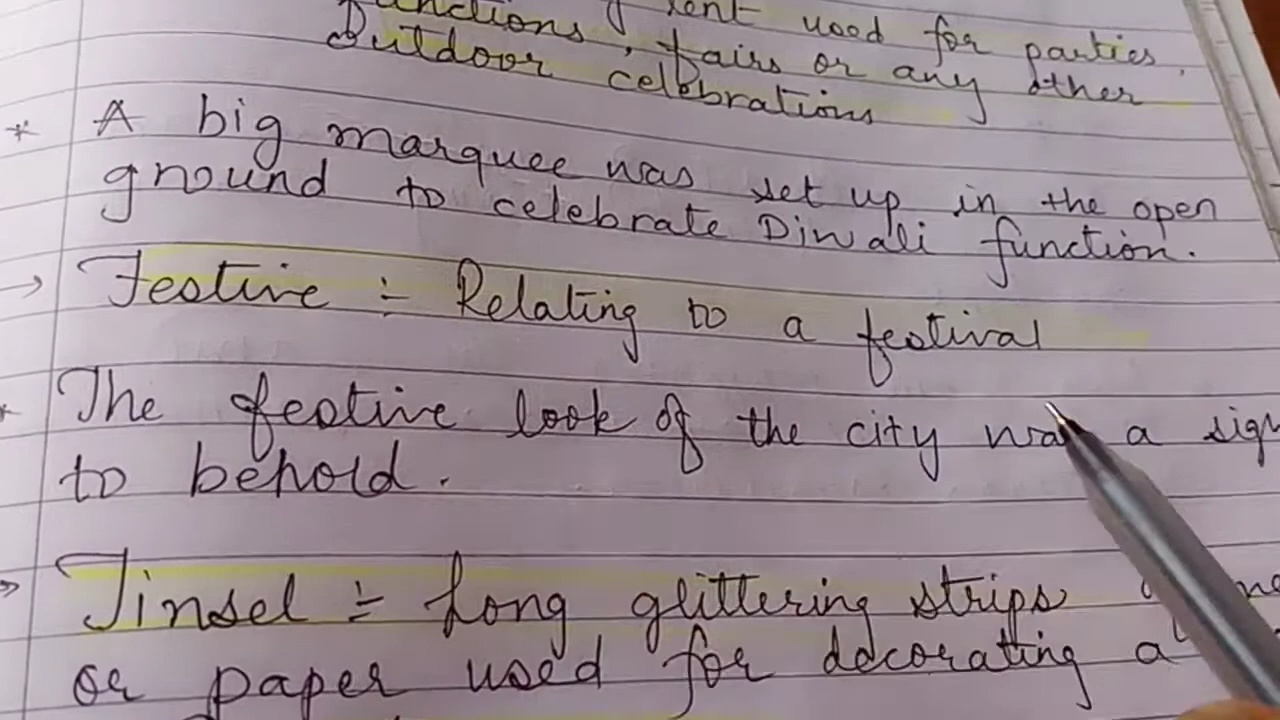 tent used for parties,
functions, fairs or any other
Outdoor celebrations
* A big marquee was set up in the open
ground to celebrate Diwali function.
→ Festive :- Relating to a festival
* The festive look of the city was a
to behold.
→ Tinsel :- Long glittering strips
or paper used for decorating